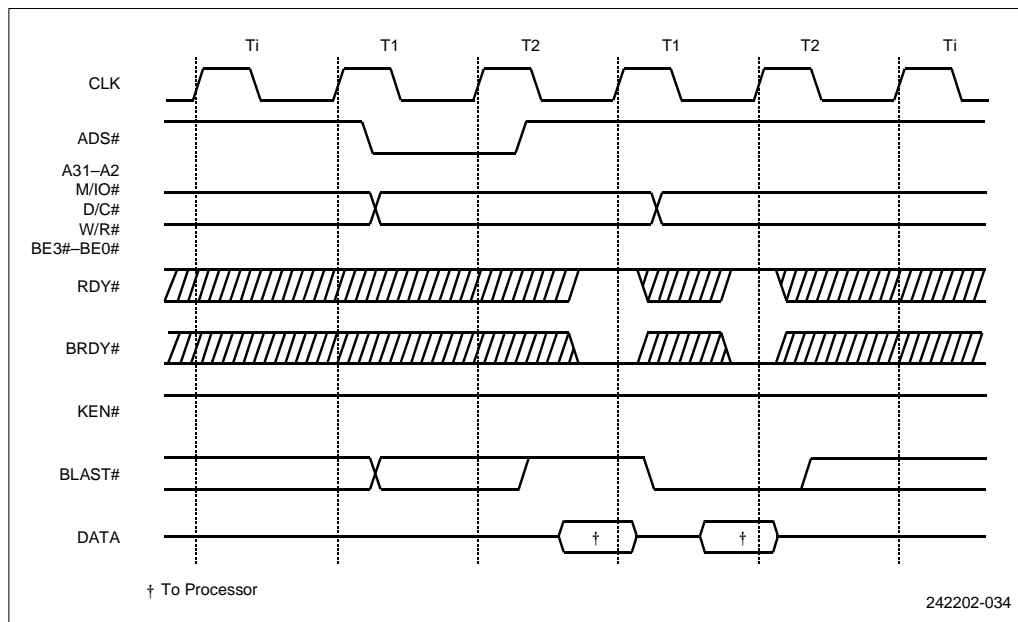 Ti T1 T2 T1 T2 Ti
CLK
ADS#
A31–A2
M/IO#
D/C#
W/R#
BE3#–BE0#
RDY#
BRDY#
KEN#
BLAST#
DATA
† †
† To Processor
242202-034